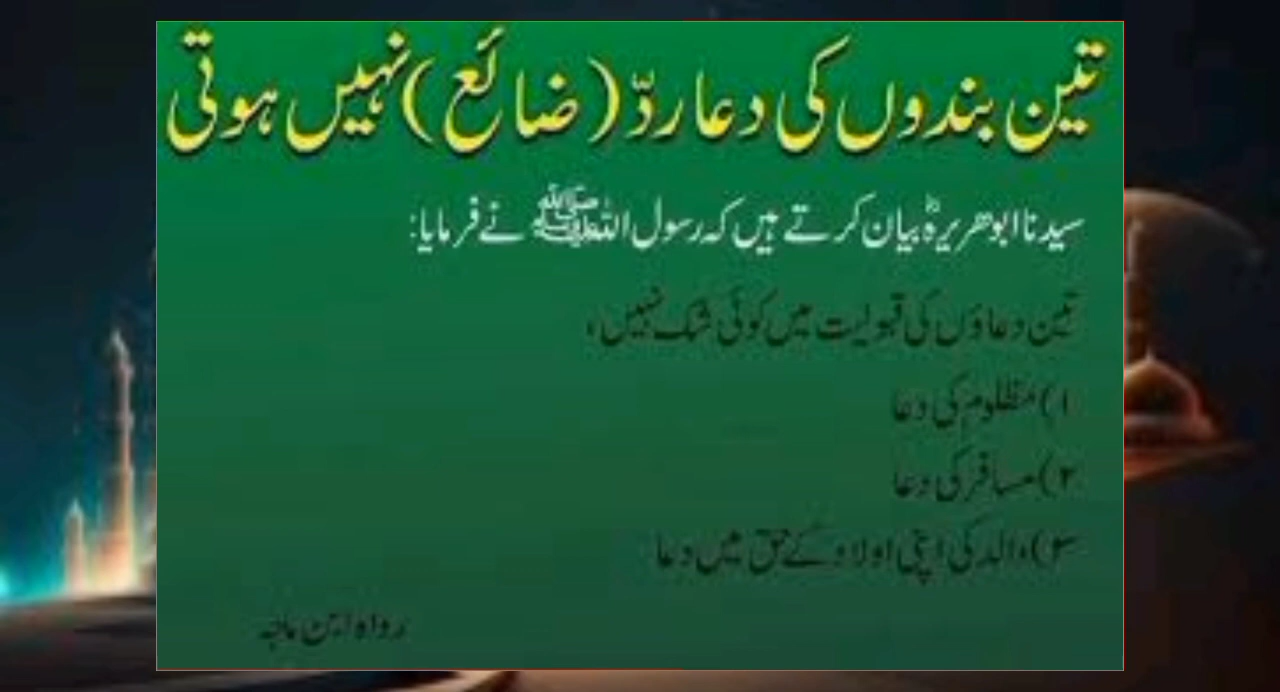 تین بندوں کی دعا ردّ (ضائع) نہیں ہوتی
سیدنا ابوھریرہؓ بیان کرتے ہیں کہ رسول اللہ ﷺ نے فرمایا:
تین دعاؤں کی قبولیت میں کوئی شک نہیں،
۱) مظلوم کی دعا
۲) مسافر کی دعا
۳) والد کی اپنی اولاد کے حق میں دعا
رواہ ابن ماجہ